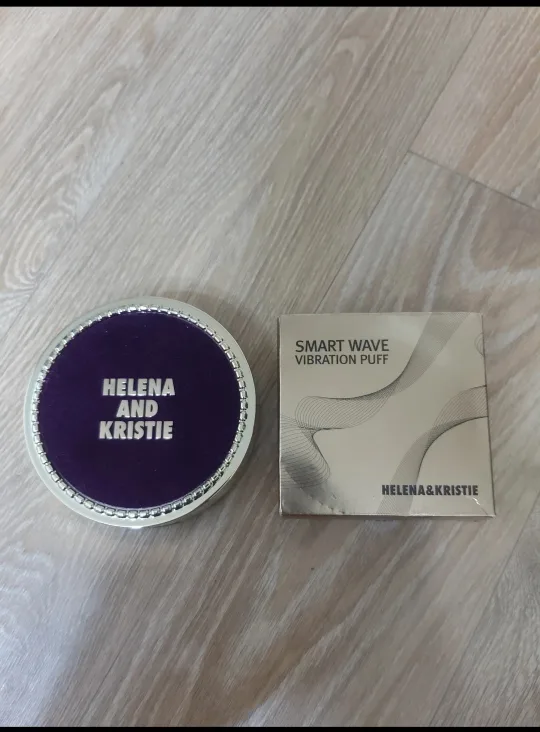 HELENA
AND
KRISTIE
SMART WAVE
VIBRATION PUFF
HELENA&KRISTIE